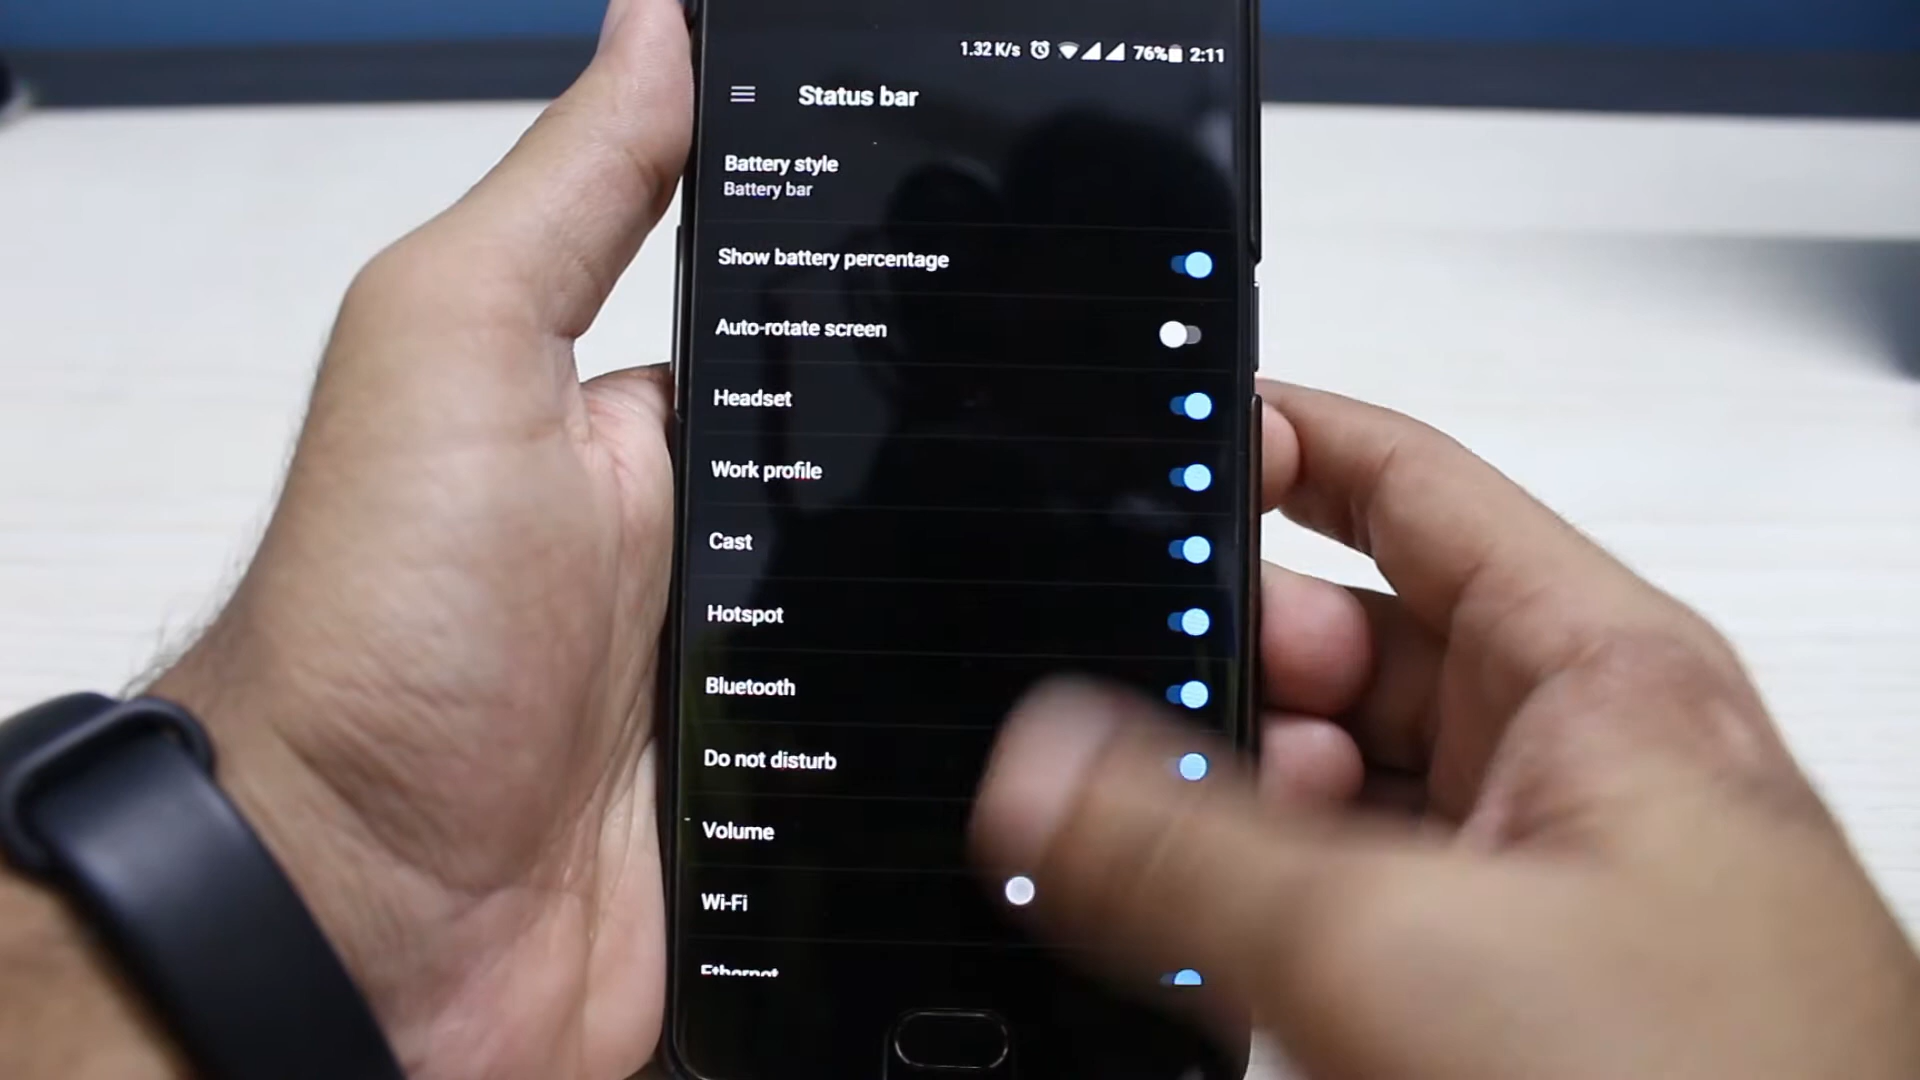 1.32 K/s 76% 2:11
Status bar
Battery style
Battery bar
Show battery percentage
Auto-rotate screen
Headset
Work profile
Cast
Hotspot
Bluetooth
Do not disturb
Volume
Wi-Fi
Ethernet